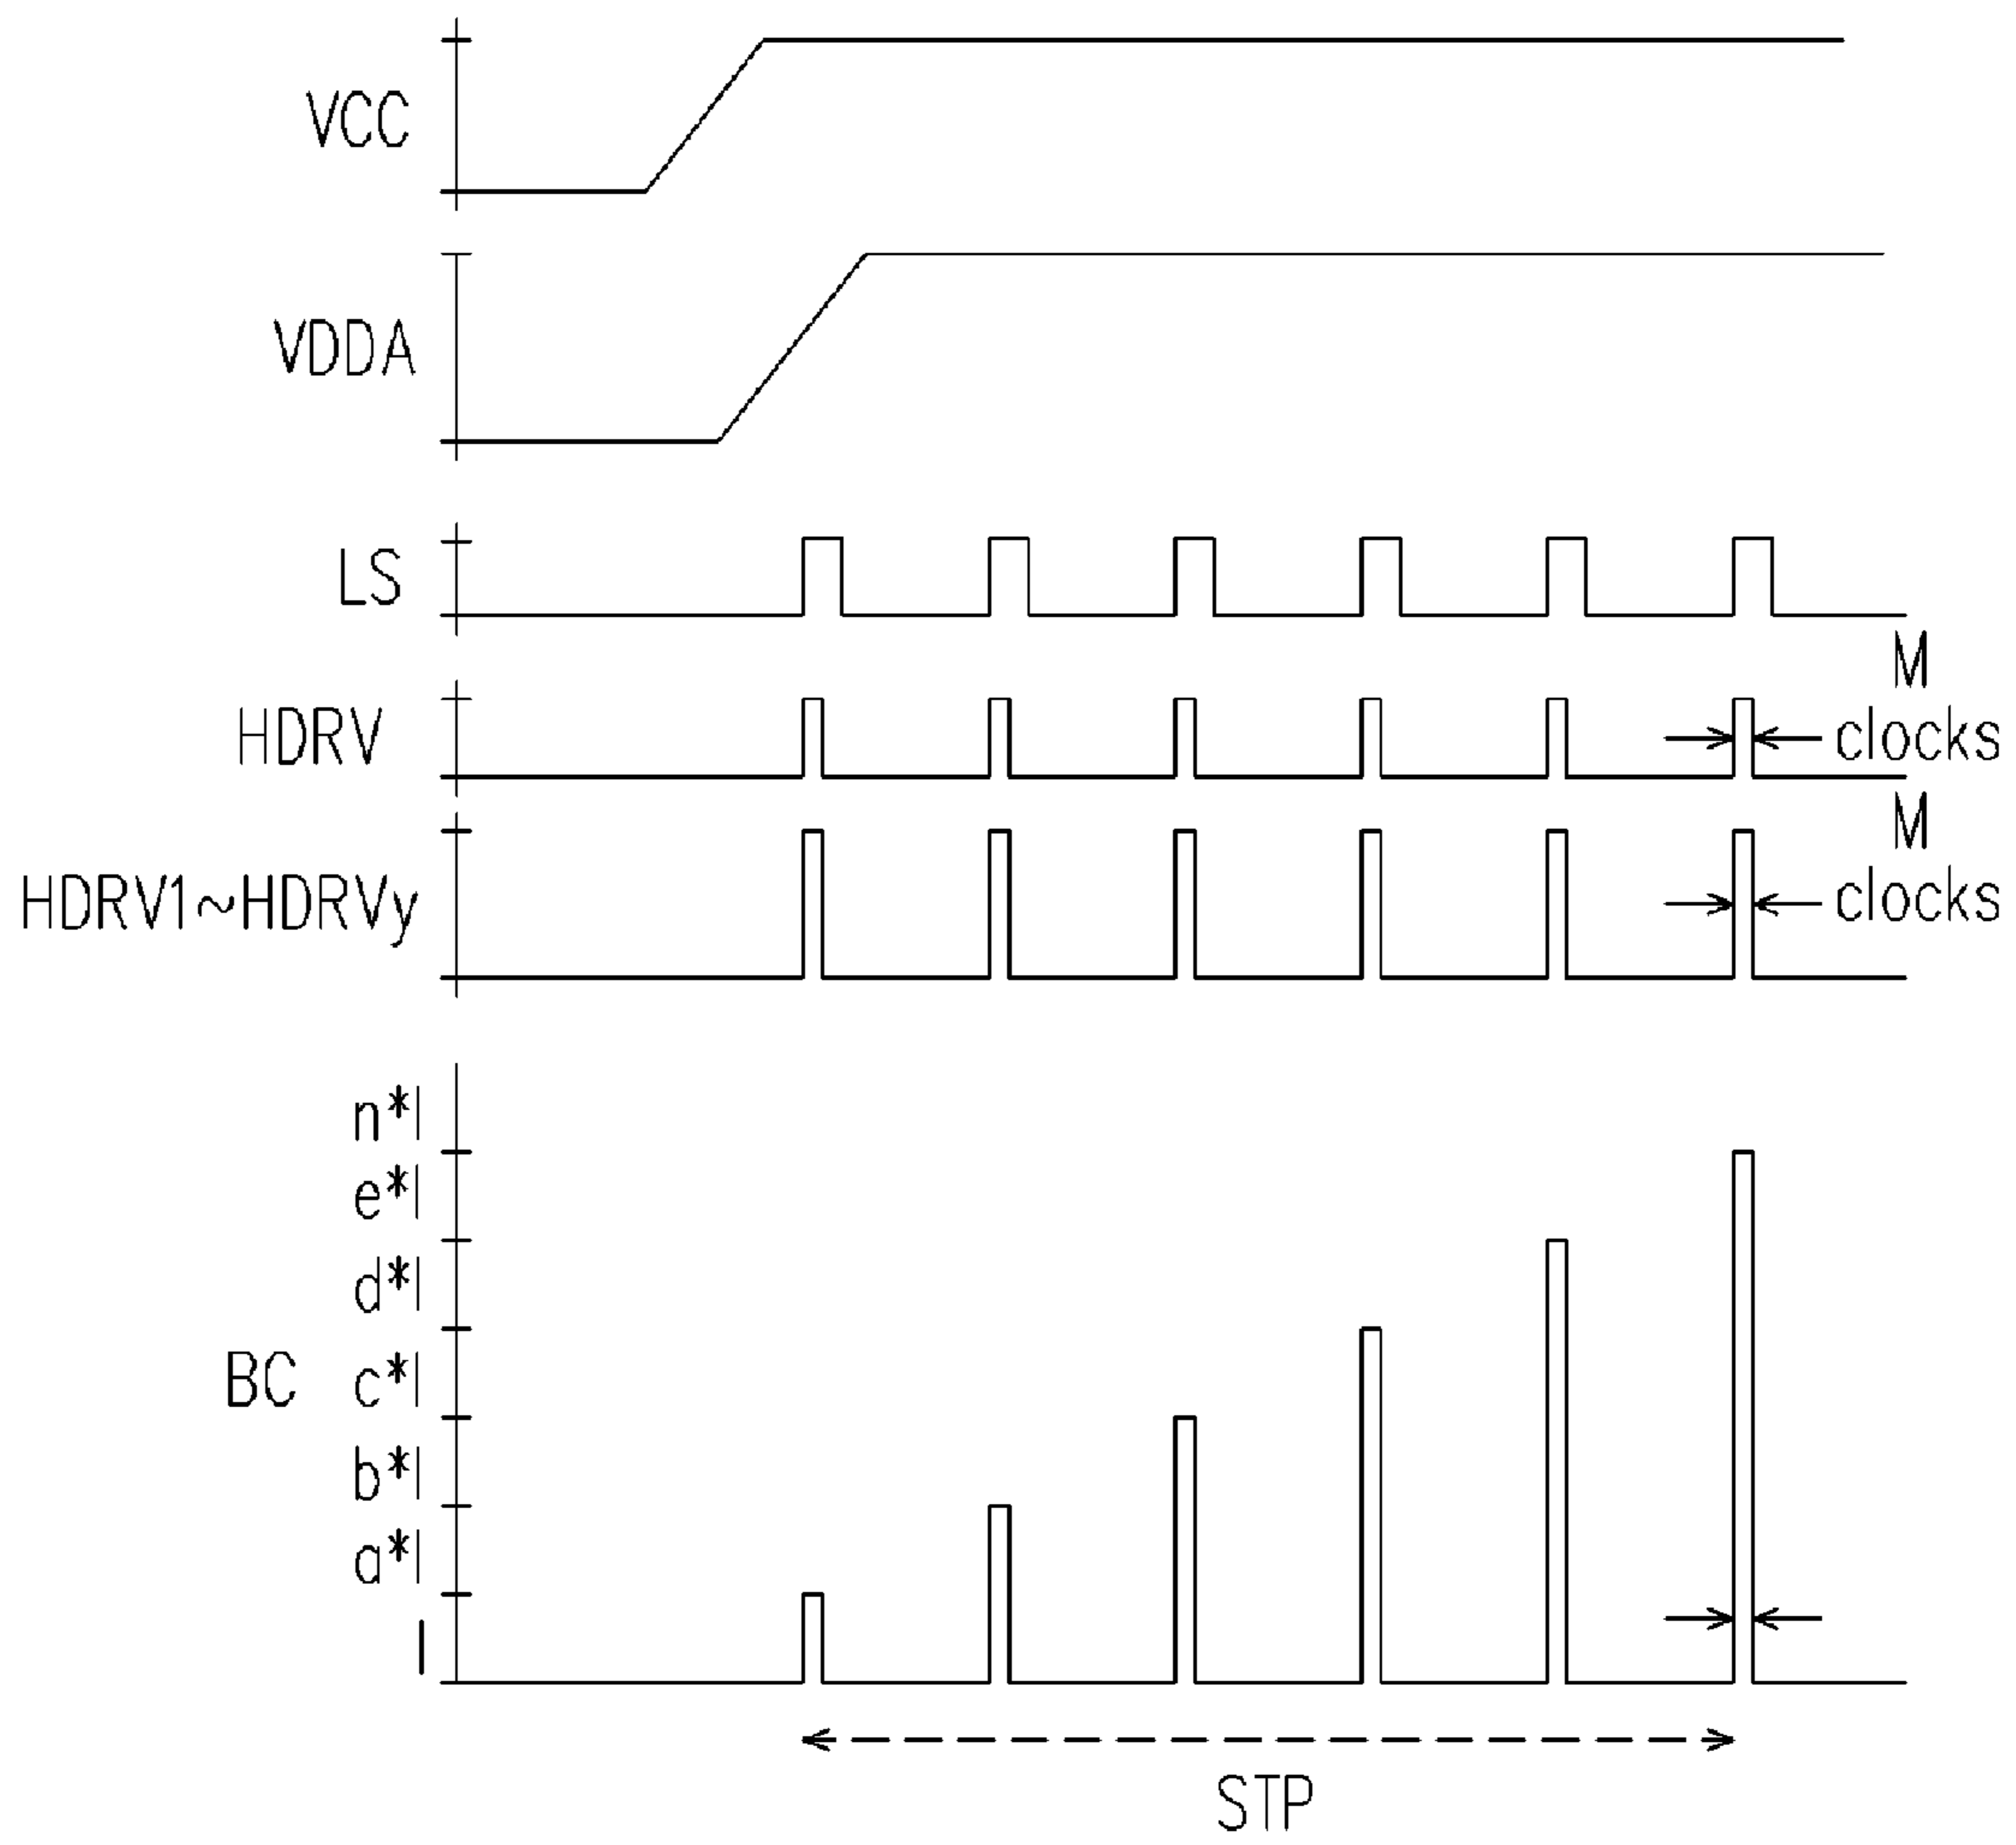 VCC
VDDA
LS
M
HDRV
clocks
M
HDRV1~HDRVy
clocks
n*I
e*I
d*I
BC
c*I
b*I
a*I
I
STP